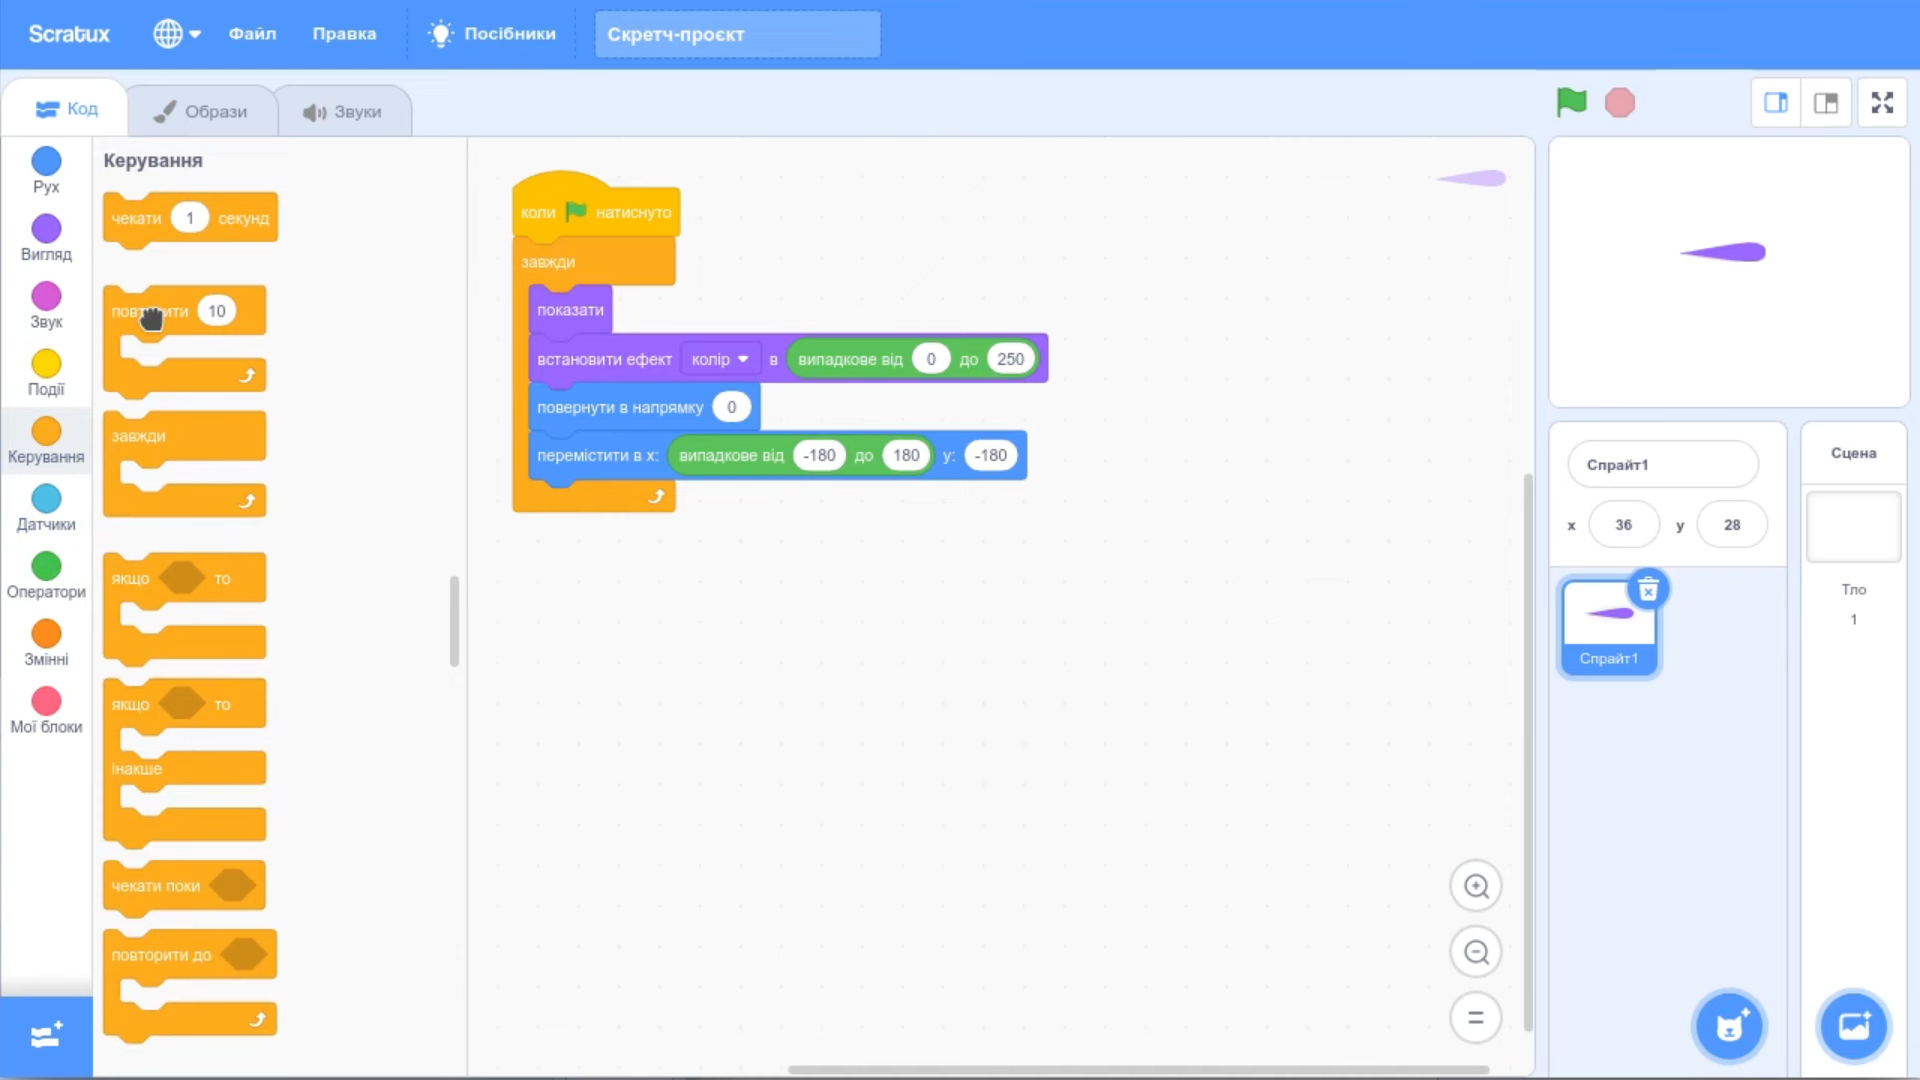 Scratux
Файл
Правка
Посібники
Скретч-проєкт
Код
Образи
Звуки
Рух
Вигляд
Звук
Події
Керування
Датчики
Оператори
Змінні
Мої блоки
Керування
чекати 1 секунд
повторити 10
завжди
якщо то
якщо то
інакше
чекати поки
повторити до
коли натиснуто
завжди
показати
встановити ефект колір в випадкове від 0 до 250
повернути в напрямку 0
перемістити в x: випадкове від -180 до 180 y: -180
Спрайт1
x 36 y 28
Спрайт1
Сцена
Тло
1